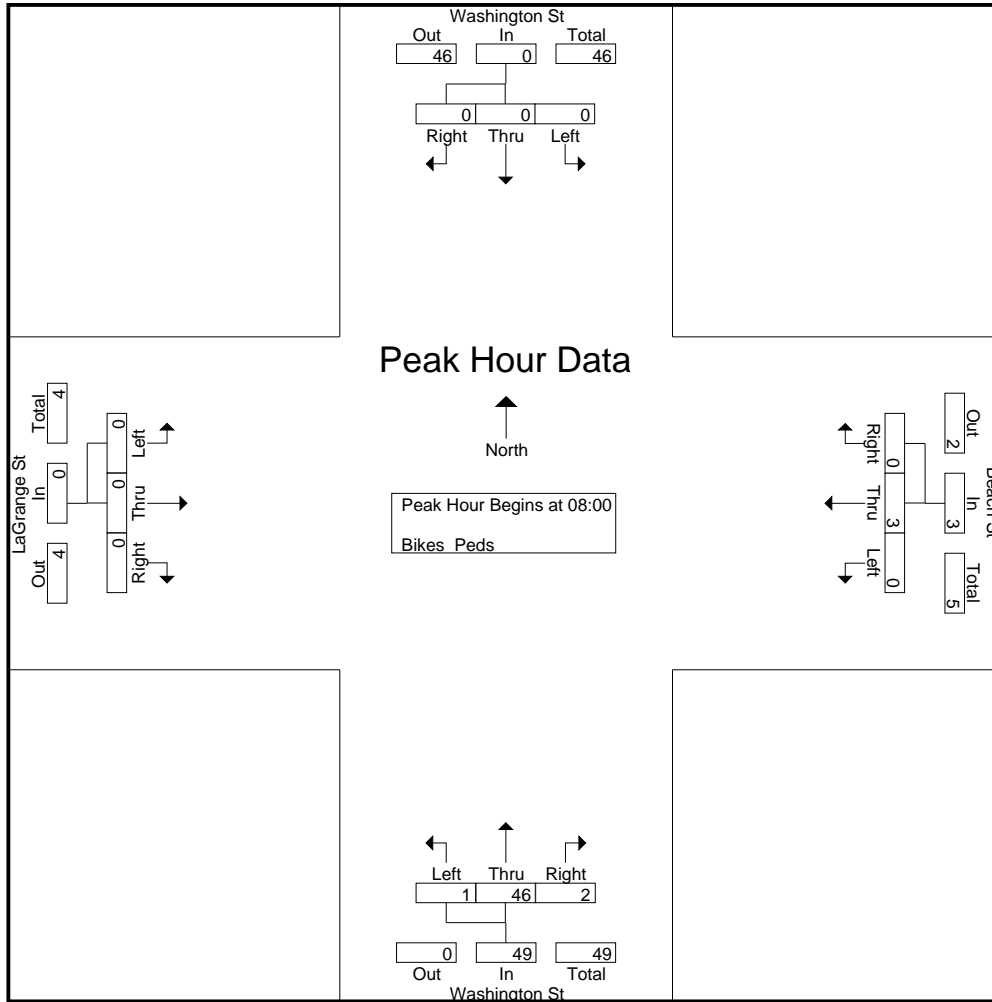 Washington St
Out In Total
46 0 46
0 0 0
Right Thru Left
Peak Hour Data
North
Peak Hour Begins at 08:00
Bikes Peds
LaGrange St
Total In Out
4 0 4
0 0 0
Left Thru Right
Right Thru Left
0 3 0
2 3 5
Out In Total
Beach St
Left Thru Right
1 46 2
0 49 49
Out In Total
Washington St